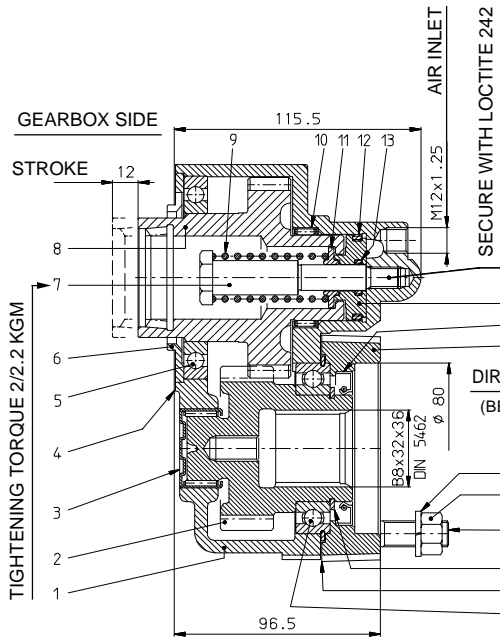 AIR INLET
SECURE WITH LOCTITE 242
115.5
GEARBOX SIDE
9
10
11
12
13
STROKE
12
M12x1.25
8
7
6
5
4
3
2
1
DIR
(BE
ø 80
B8x32x36
DIN 5462
TIGHTENING TORQUE 2/2.2 KGM
96.5